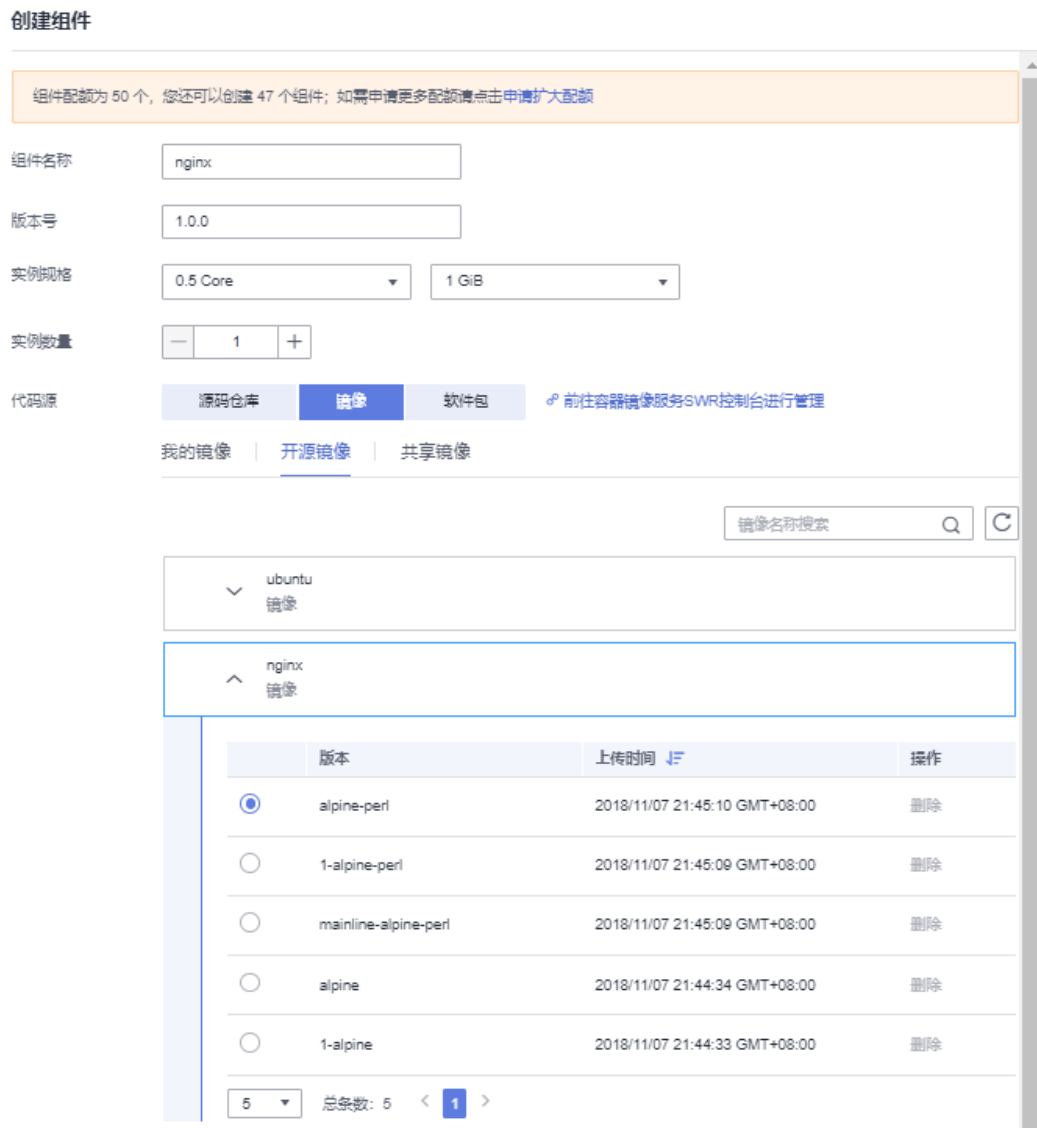 创建组件
组件配额为 50 个，您还可以创建 47 个组件；如需申请更多配额请点击申请扩大配额
组件名称 nginx
版本号 1.0.0
实例规格 0.5 Core 1 GiB
实例数量 1
代码源 源码仓库 镜像 软件包 前往容器镜像服务SWR控制台进行管理
我的镜像 开源镜像 共享镜像
镜像名称搜索
ubuntu
镜像
nginx
镜像
版本 上传时间 操作
alpine-perl 2018/11/07 21:45:10 GMT+08:00 删除
1-alpine-perl 2018/11/07 21:45:09 GMT+08:00 删除
mainline-alpine-perl 2018/11/07 21:45:09 GMT+08:00 删除
alpine 2018/11/07 21:44:34 GMT+08:00 删除
1-alpine 2018/11/07 21:44:33 GMT+08:00 删除
5 总条数: 5 < 1 >